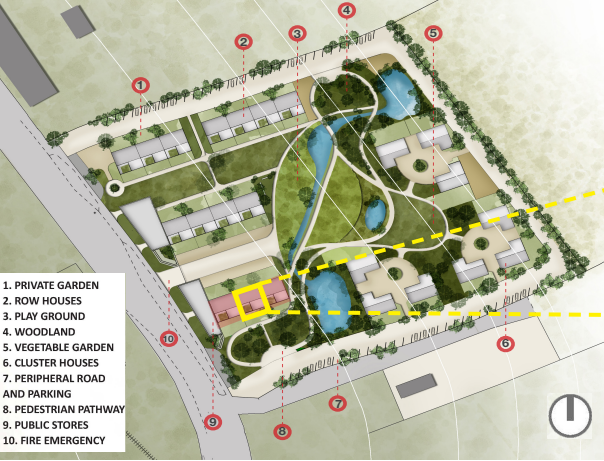 4
3
5
2
1
1. PRIVATE GARDEN
2. ROW HOUSES
3. PLAY GROUND
4. WOODLAND
5. VEGETABLE GARDEN
6. CLUSTER HOUSES
7. PERIPHERAL ROAD
AND PARKING
8. PEDESTRIAN PATHWAY
9. PUBLIC STORES
10. FIRE EMERGENCY
10
6
7
9
8